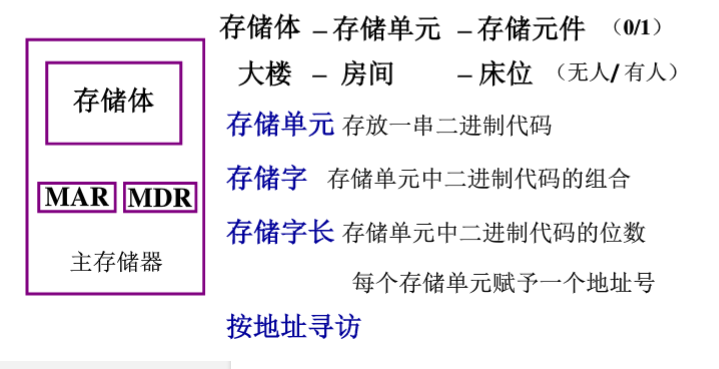 存储体 – 存储单元 – 存储元件 （0/1）
大楼 – 房间 – 床位 （无人/ 有人）
存储体
存储单元 存放一串二进制代码
存储字 存储单元中二进制代码的组合
MAR MDR
存储字长 存储单元中二进制代码的位数
主存储器
每个存储单元赋予一个地址号
按地址寻访